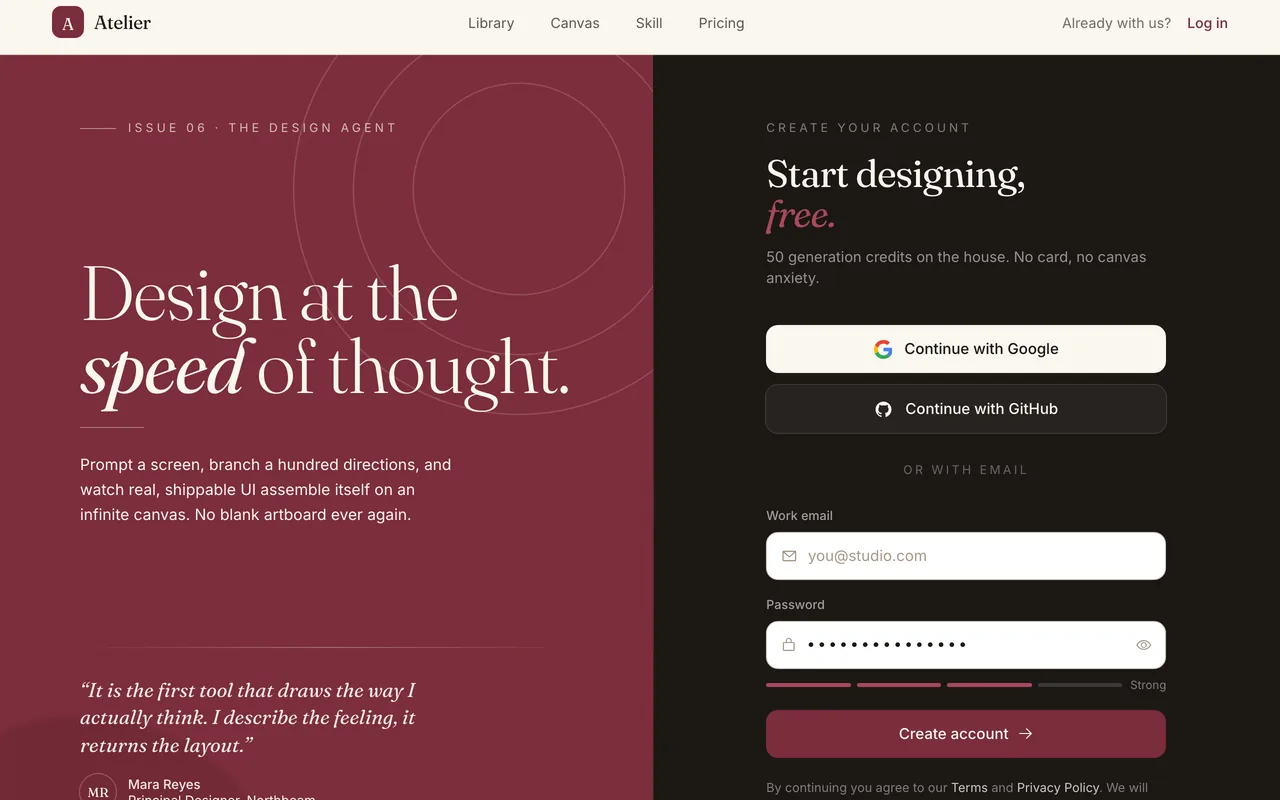 A Atelier
Library Canvas Skill Pricing
Already with us? Log in
ISSUE 06 · THE DESIGN AGENT
Design at the
speed of thought.
Prompt a screen, branch a hundred directions, and
watch real, shippable UI assemble itself on an
infinite canvas. No blank artboard ever again.
“It is the first tool that draws the way I
actually think. I describe the feeling, it
returns the layout.”
MR
Mara Reyes
Principal Designer, Northbeam
CREATE YOUR ACCOUNT
Start designing,
free.
50 generation credits on the house. No card, no canvas
anxiety.
Continue with Google
Continue with GitHub
OR WITH EMAIL
Work email
you@studio.com
Password
••••••••••••••
Strong
Create account →
By continuing you agree to our Terms and Privacy Policy. We will